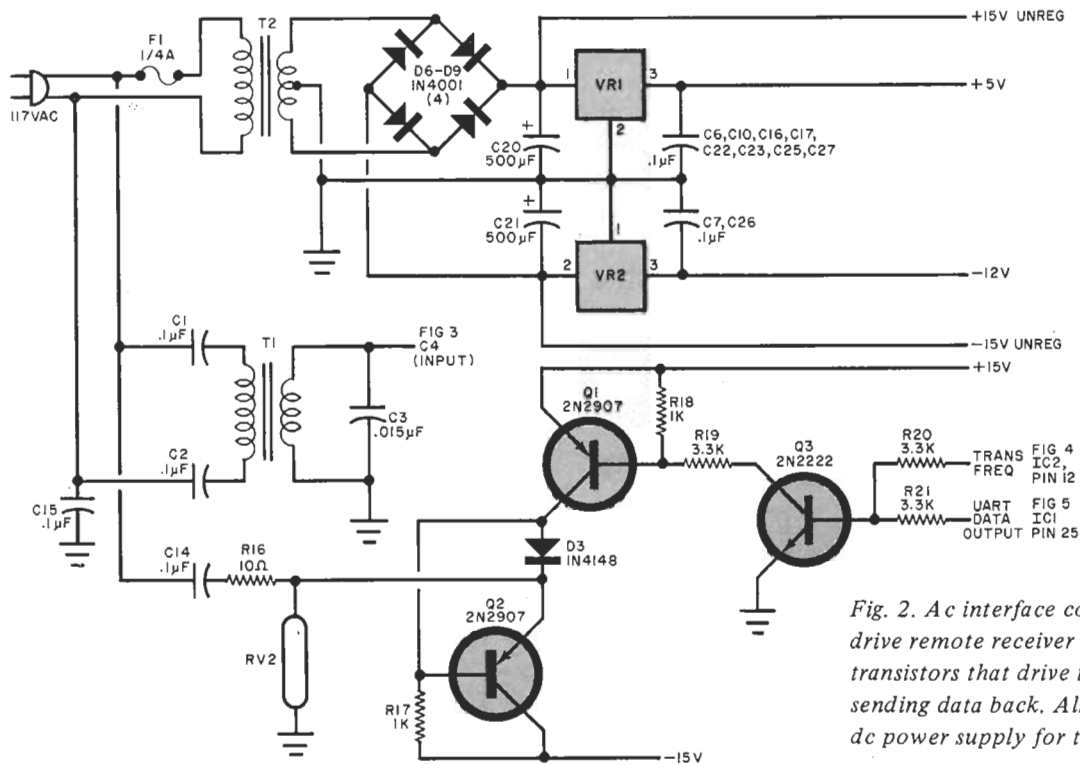 F1
1/4A
T2
117VAC
D6-D9
1N4001
(4)
+15V UNREG
1
VR1
3
2
+5V
+
C20
500µF
C6,C10,C16,C17,
C22,C23,C25,C27
.1µF
+
C21
500µF
C7,C26
.1µF
1
2
VR2
3
-12V
-15V UNREG
C1
.1µF
T1
FIG 3
C4
(INPUT)
C3
.015µF
C2
.1µF
C15
.1µF
C14
.1µF
R16
10Ω
RV2
Q1
2N2907
R18
1K
+15V
R19
3.3K
Q3
2N2222
R20
3.3K
TRANS FREQ
FIG 4
IC2,
PIN 12
R21
3.3K
UART DATA OUTPUT
FIG 5
IC1
PIN 25
D3
1N4148
Q2
2N2907
R17
1K
-15V
Fig. 2. Ac interface co
drive remote receiver
transistors that drive t
sending data back. Al
dc power supply for t